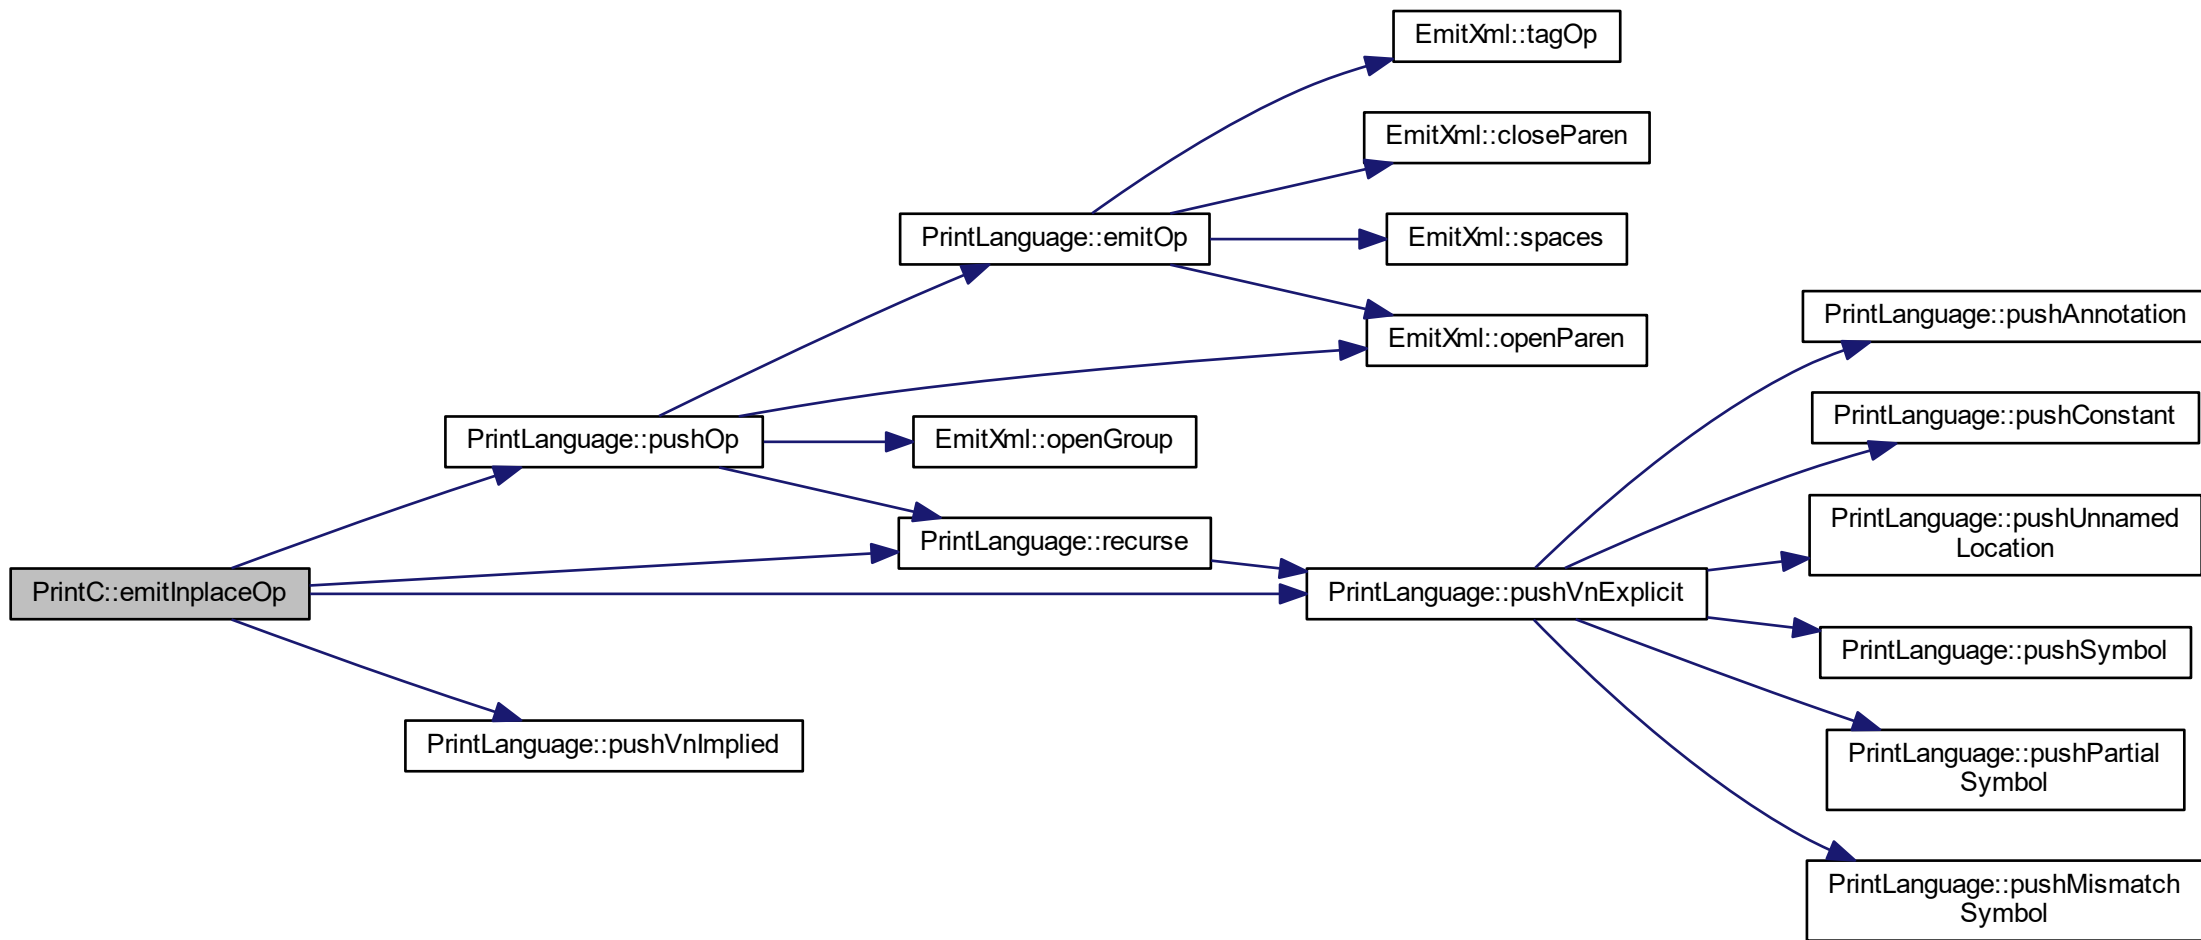 EmitXml::tagOp
EmitXml::closeParen
PrintLanguage::emitOp
EmitXml::spaces
PrintLanguage::pushAnnotation
EmitXml::openParen
PrintLanguage::pushConstant
PrintLanguage::pushOp
EmitXml::openGroup
PrintLanguage::pushUnnamed
Location
PrintLanguage::recurse
PrintC::emitInplaceOp
PrintLanguage::pushVnExplicit
PrintLanguage::pushSymbol
PrintLanguage::pushVnImplied
PrintLanguage::pushPartial
Symbol
PrintLanguage::pushMismatch
Symbol